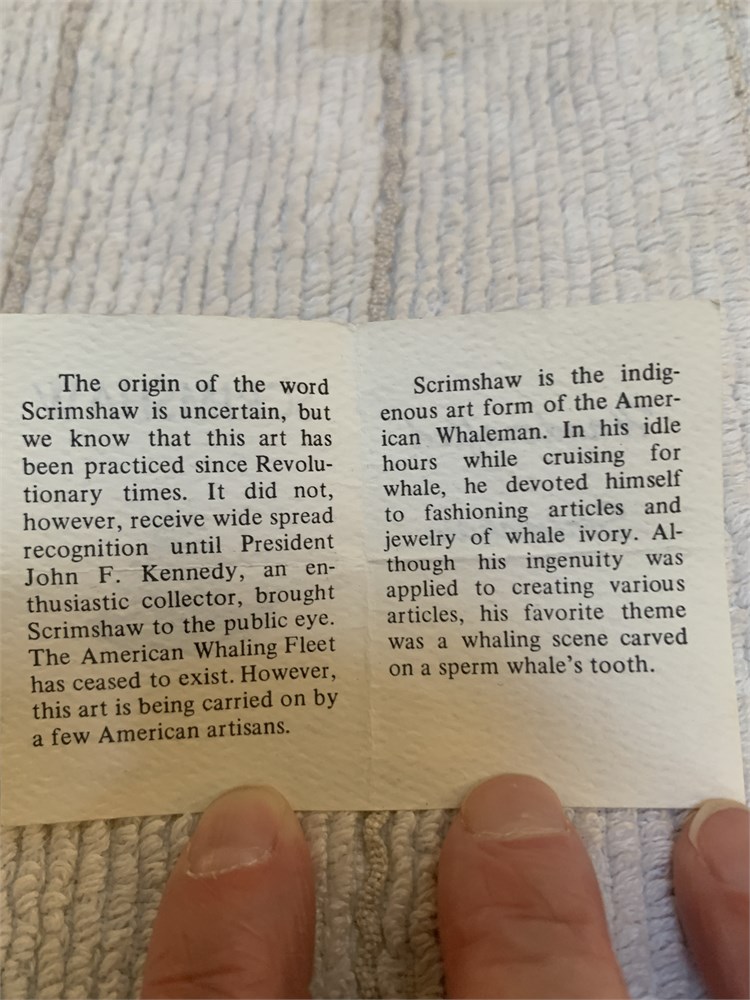 The origin of the word
Scrimshaw is uncertain, but
we know that this art has
been practiced since Revolu-
tionary times. It did not,
however, receive wide spread
recognition until President
John F. Kennedy, an en-
thusiastic collector, brought
Scrimshaw to the public eye.
The American Whaling Fleet
has ceased to exist. However,
this art is being carried on by
a few American artisans.
Scrimshaw is the indig-
enous art form of the Amer-
ican Whaleman. In his idle
hours while cruising for
whale, he devoted himself
to fashioning articles and
jewelry of whale ivory. Al-
though his ingenuity was
applied to creating various
articles, his favorite theme
was a whaling scene carved
on a sperm whale's tooth.